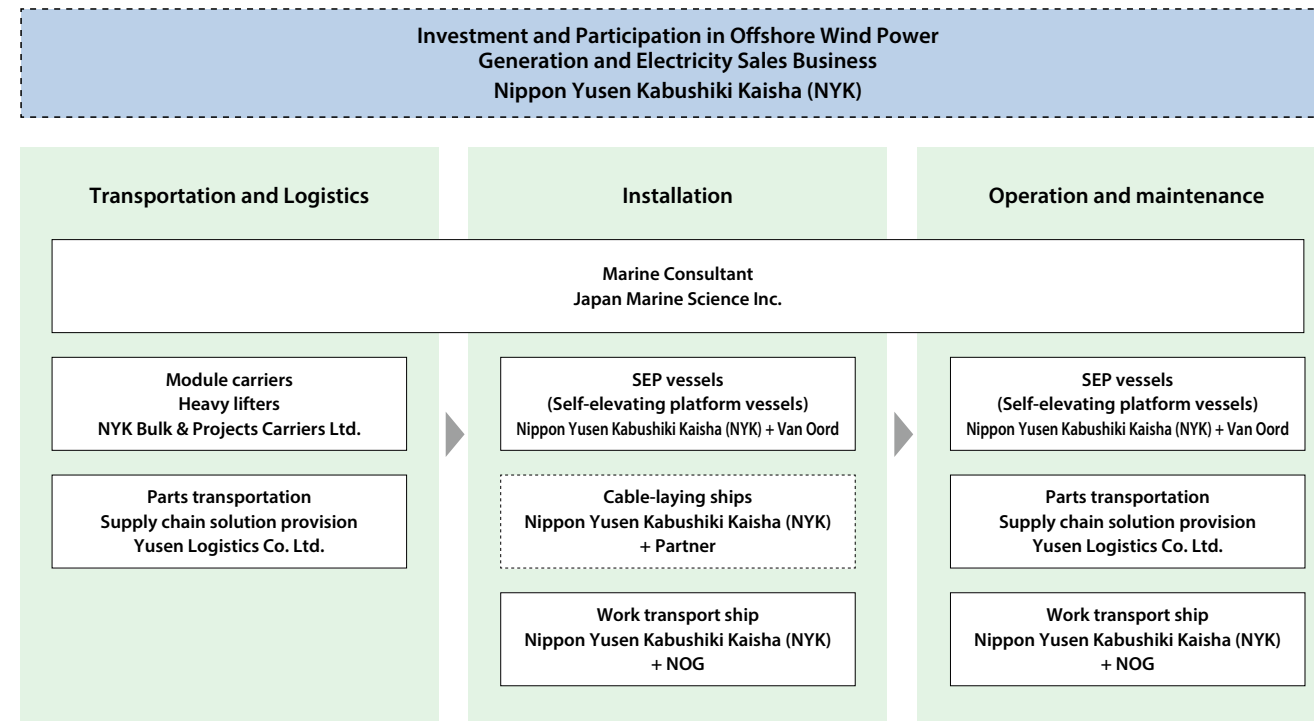 Investment and Participation in Offshore Wind Power
Generation and Electricity Sales Business
Nippon Yusen Kabushiki Kaisha (NYK)
Transportation and Logistics
Installation
Operation and maintenance
Marine Consultant
Japan Marine Science Inc.
Module carriers
Heavy lifters
NYK Bulk & Projects Carriers Ltd.
Parts transportation
Supply chain solution provision
Yusen Logistics Co. Ltd.
SEP vessels
(Self-elevating platform vessels)
Nippon Yusen Kabushiki Kaisha (NYK) + Van Oord
Cable-laying ships
Nippon Yusen Kabushiki Kaisha (NYK)
+ Partner
Work transport ship
Nippon Yusen Kabushiki Kaisha (NYK)
+ NOG
SEP vessels
(Self-elevating platform vessels)
Nippon Yusen Kabushiki Kaisha (NYK) + Van Oord
Parts transportation
Supply chain solution provision
Yusen Logistics Co. Ltd.
Work transport ship
Nippon Yusen Kabushiki Kaisha (NYK)
+ NOG